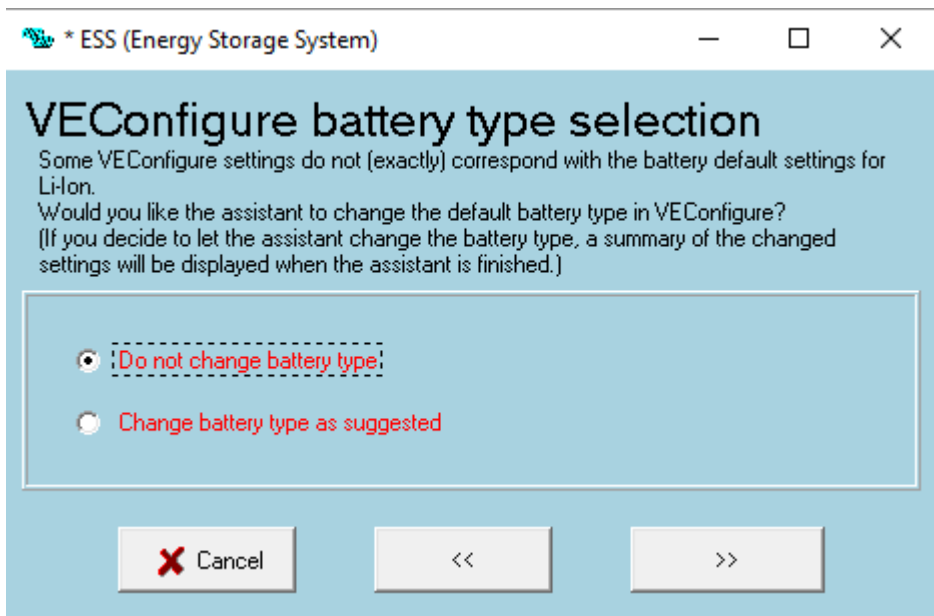 * ESS (Energy Storage System)
VEConfigure battery type selection
Some VEConfigure settings do not (exactly) correspond with the battery default settings for
Li-Ion.
Would you like the assistant to change the default battery type in VEConfigure?
(If you decide to let the assistant change the battery type, a summary of the changed
settings will be displayed when the assistant is finished.)
Do not change battery type
Change battery type as suggested
Cancel
<<
>>